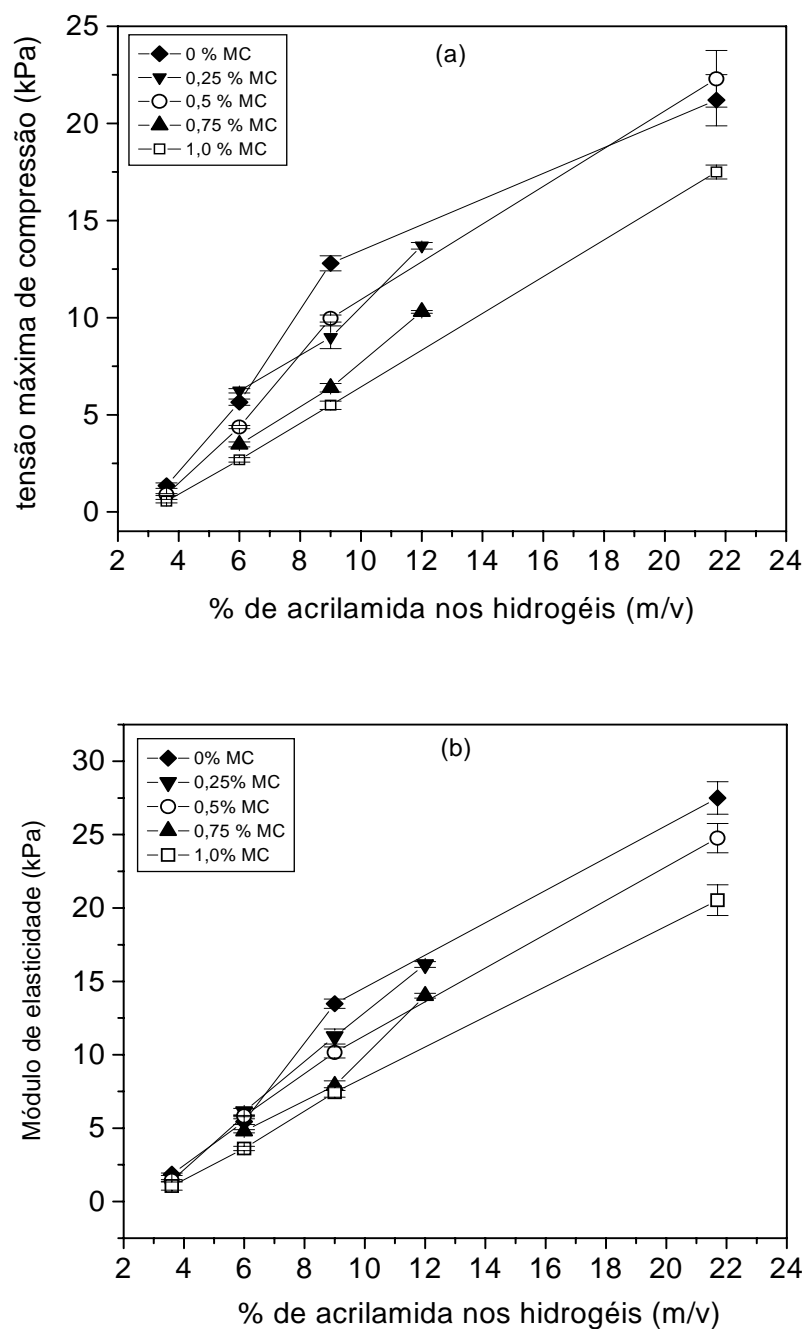 (a)
0 % MC
0,25 % MC
0,5 % MC
0,75 % MC
1,0 % MC
tensão máxima de compressão (kPa)
25
20
15
10
5
0
2 4 6 8 10 12 14 16 18 20 22 24
% de acrilamida nos hidrogéis (m/v)
(b)
0% MC
0,25% MC
0,5% MC
0,75 % MC
1,0% MC
Módulo de elasticidade (kPa)
30
25
20
15
10
5
0
2 4 6 8 10 12 14 16 18 20 22 24
% de acrilamida nos hidrogéis (m/v)